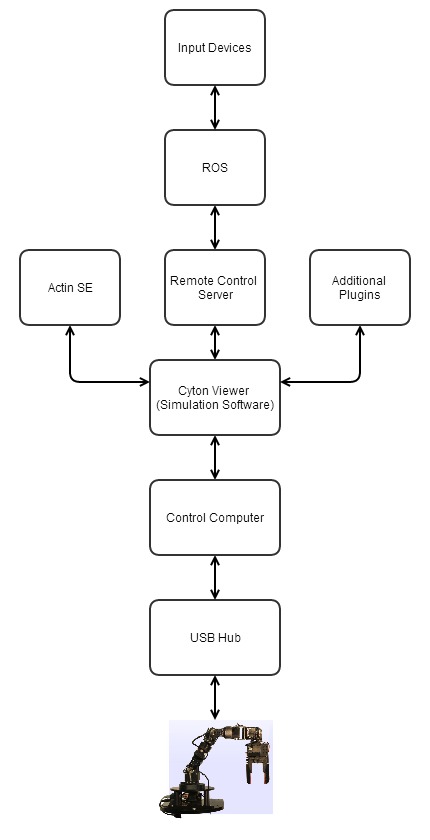 Input Devices
ROS
Actin SE
Remote Control
Server
Additional
Plugins
Cyton Viewer
(Simulation Software)
Control Computer
USB Hub